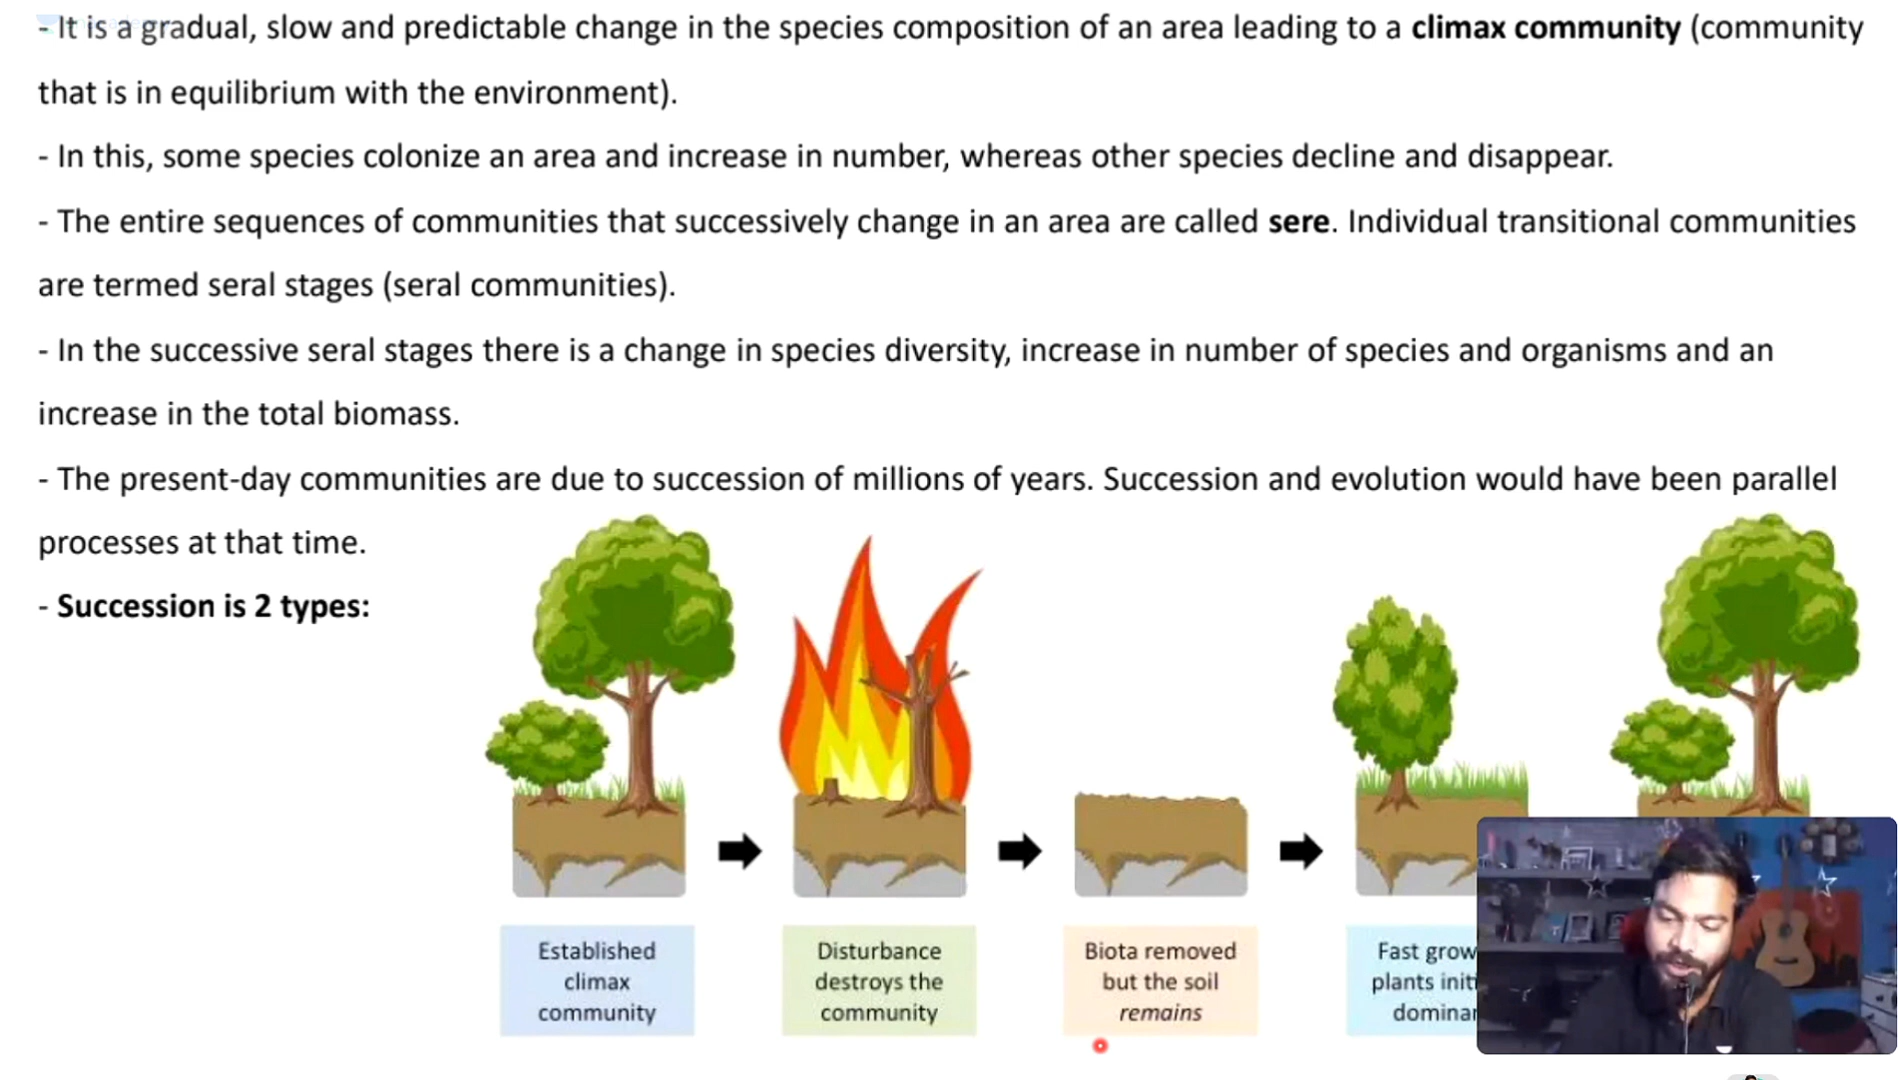 - It is a gradual, slow and predictable change in the species composition of an area leading to a climax community (community
that is in equilibrium with the environment).
- In this, some species colonize an area and increase in number, whereas other species decline and disappear.
- The entire sequences of communities that successively change in an area are called sere. Individual transitional communities
are termed seral stages (seral communities).
- In the successive seral stages there is a change in species diversity, increase in number of species and organisms and an
increase in the total biomass.
- The present-day communities are due to succession of millions of years. Succession and evolution would have been parallel
processes at that time.
- Succession is 2 types:
Established
climax
community
Disturbance
destroys the
community
Biota removed
but the soil
remains
Fast
plants